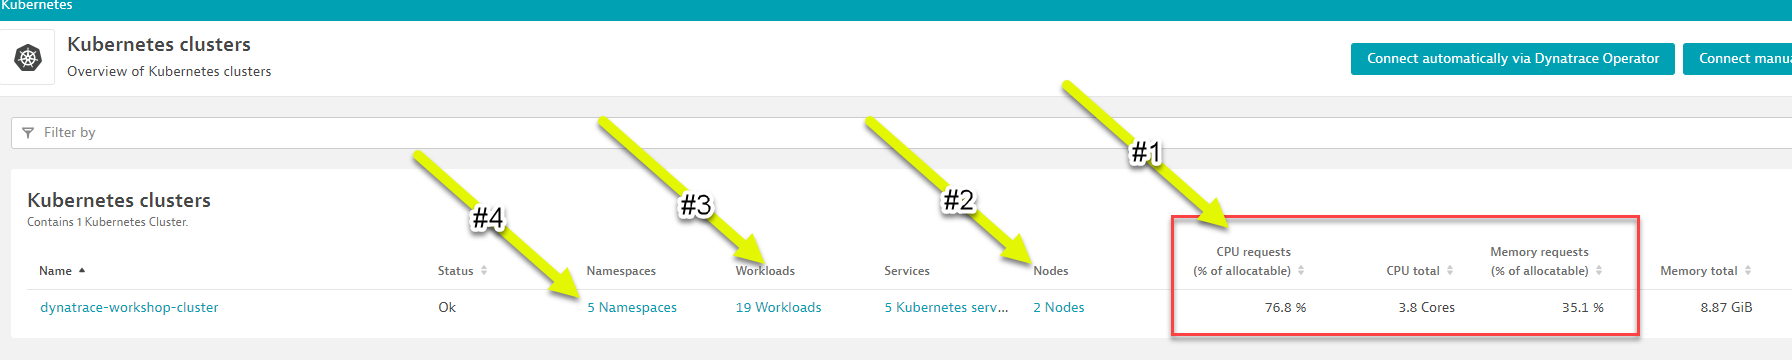 Kubernetes
Kubernetes clusters
Overview of Kubernetes clusters
Connect automatically via Dynatrace Operator
Connect manua
Filter by
#1
#2
#3
#4
Kubernetes clusters
Contains 1 Kubernetes Cluster.
Name Status Namespaces Workloads Services Nodes CPU requests
(% of allocatable) CPU total Memory requests
(% of allocatable) Memory total
dynatrace-workshop-cluster Ok 5 Namespaces 19 Workloads 5 Kubernetes serv... 2 Nodes 76.8 % 3.8 Cores 35.1 % 8.87 GiB